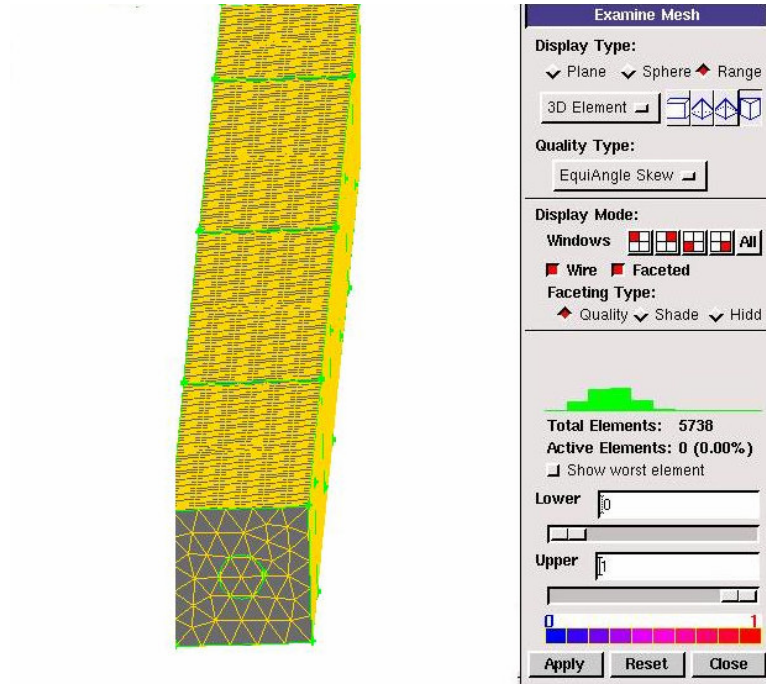 Examine Mesh
Display Type:
Plane Sphere Range
3D Element
Quality Type:
EquiAngle Skew
Display Mode:
Windows All
Wire Faceted
Faceting Type:
Quality Shade Hidd
Total Elements: 5738
Active Elements: 0 (0.00%)
Show worst element
Lower 0
Upper 1
0 1
Apply Reset Close